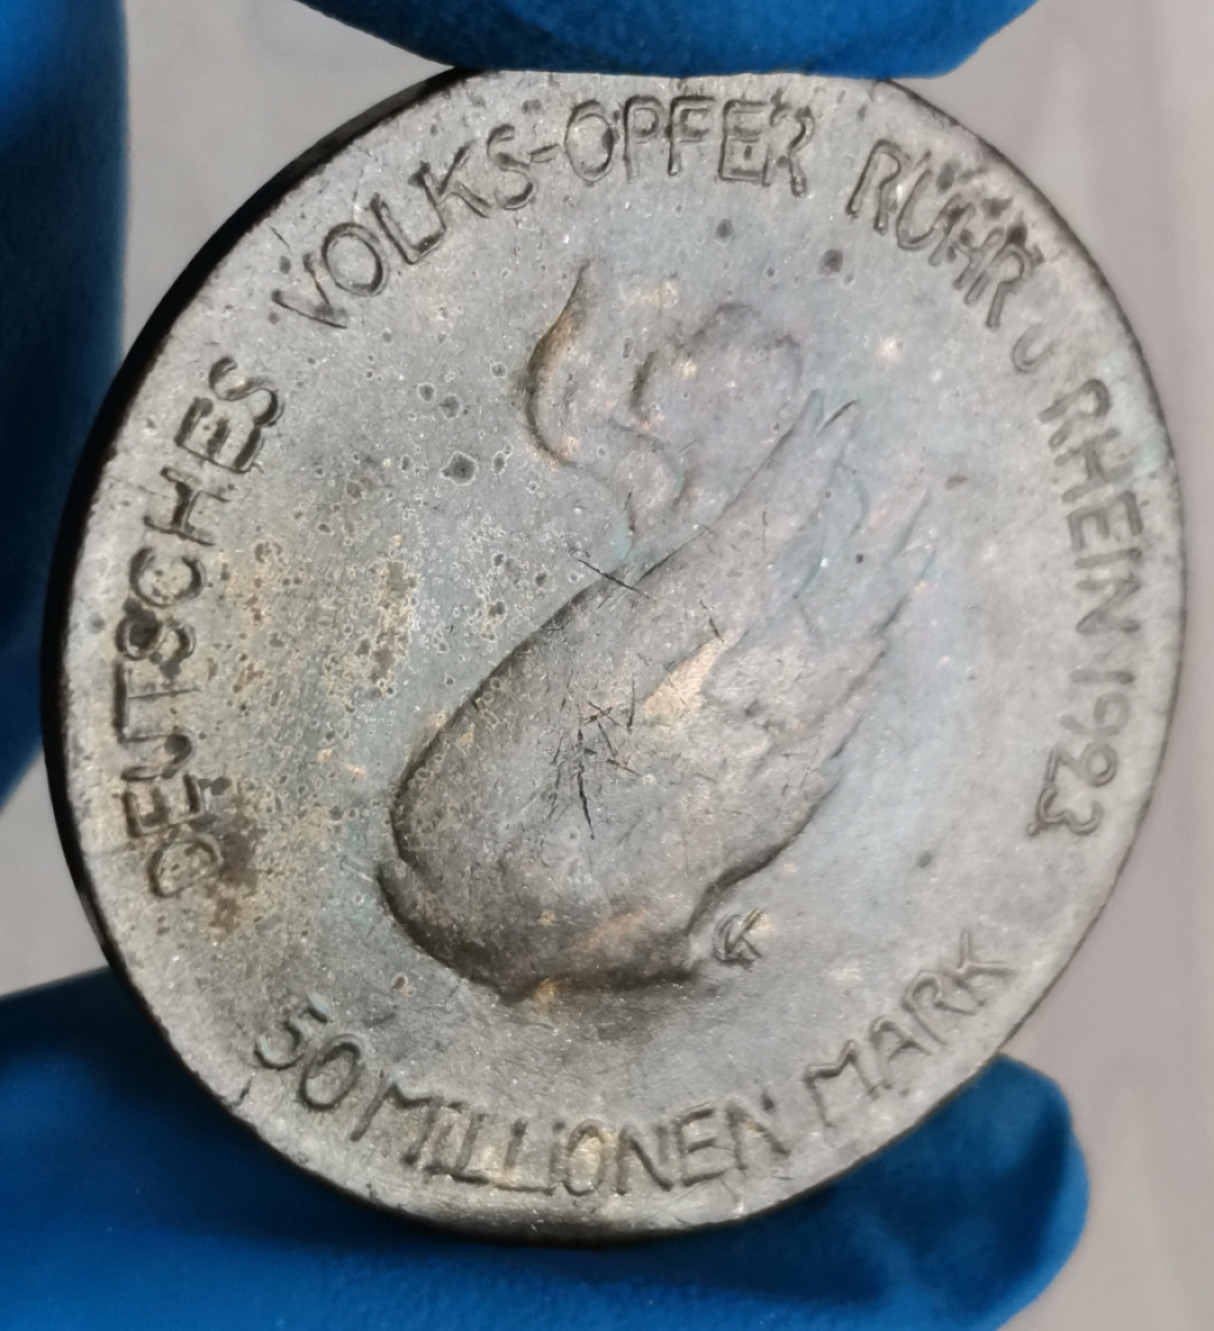 DEUTSCHES VOLKS-OPFER RUHR U RHEIN 1923
50 MILLIONEN MARK
K